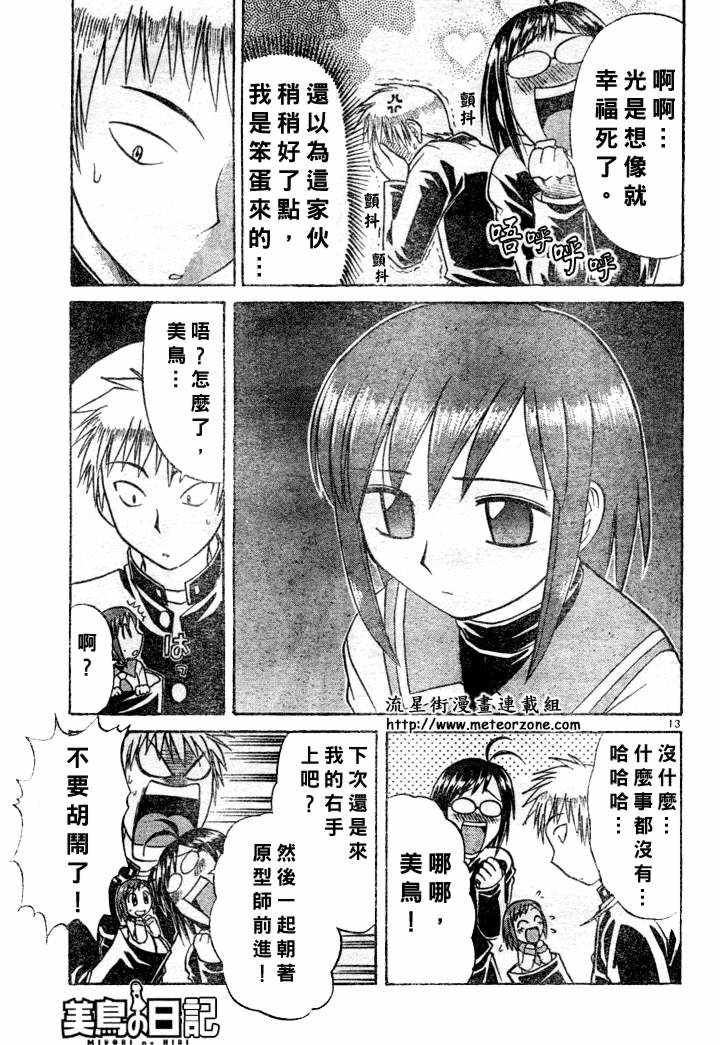 啊啊…
光是想像就
幸福死了。
唔呼呼呼
顫抖
顫抖
顫抖
還以為這家伙
稍稍好了點，
我是笨蛋來的…
唔？怎麼了，
美鳥…
はっ
啊？
流星街漫畫連載組
http://www.meteorzone.com
13
沒什麼…
什麼事都沒有…
哈哈哈…
哪哪，
美鳥！
下次還是來
我的右手
上吧？
然後一起朝著
原型師前進！
不要胡鬧了！
美鳥の日記
MIDORI no HIBI